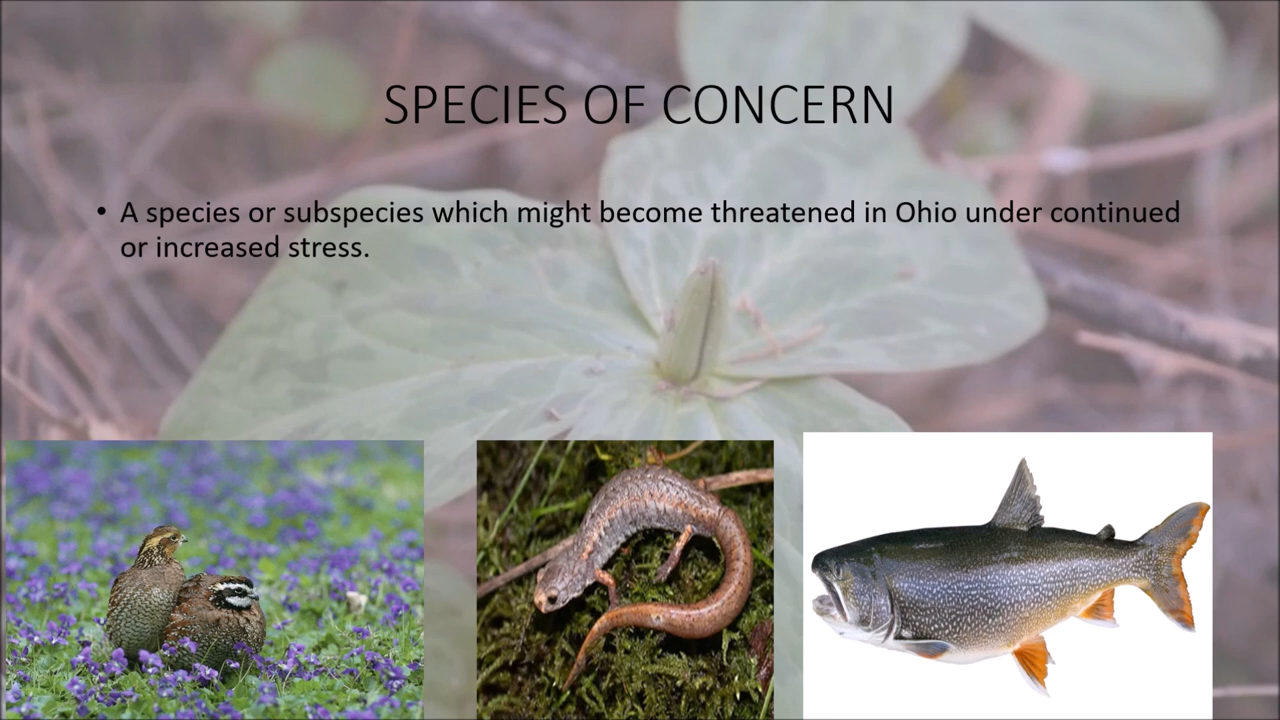 SPECIES OF CONCERN
• A species or subspecies which might become threatened in Ohio under continued
or increased stress.